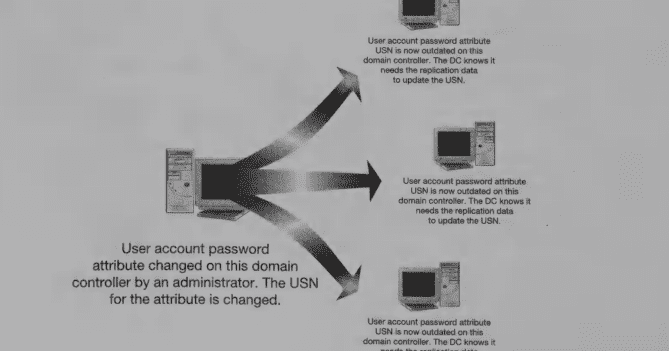 User account password attribute
USN is now outdated on this
domain controller. The DC knows it
needs the replication data
to update the USN.
User account password attribute
USN is now outdated on this
domain controller. The DC knows it
needs the replication data
to update the USN.
User account password
attribute changed on this domain
controller by an administrator. The USN
for the attribute is changed.
User account password attribute
USN is now outdated on this
domain controller. The DC knows it
needs the replication data